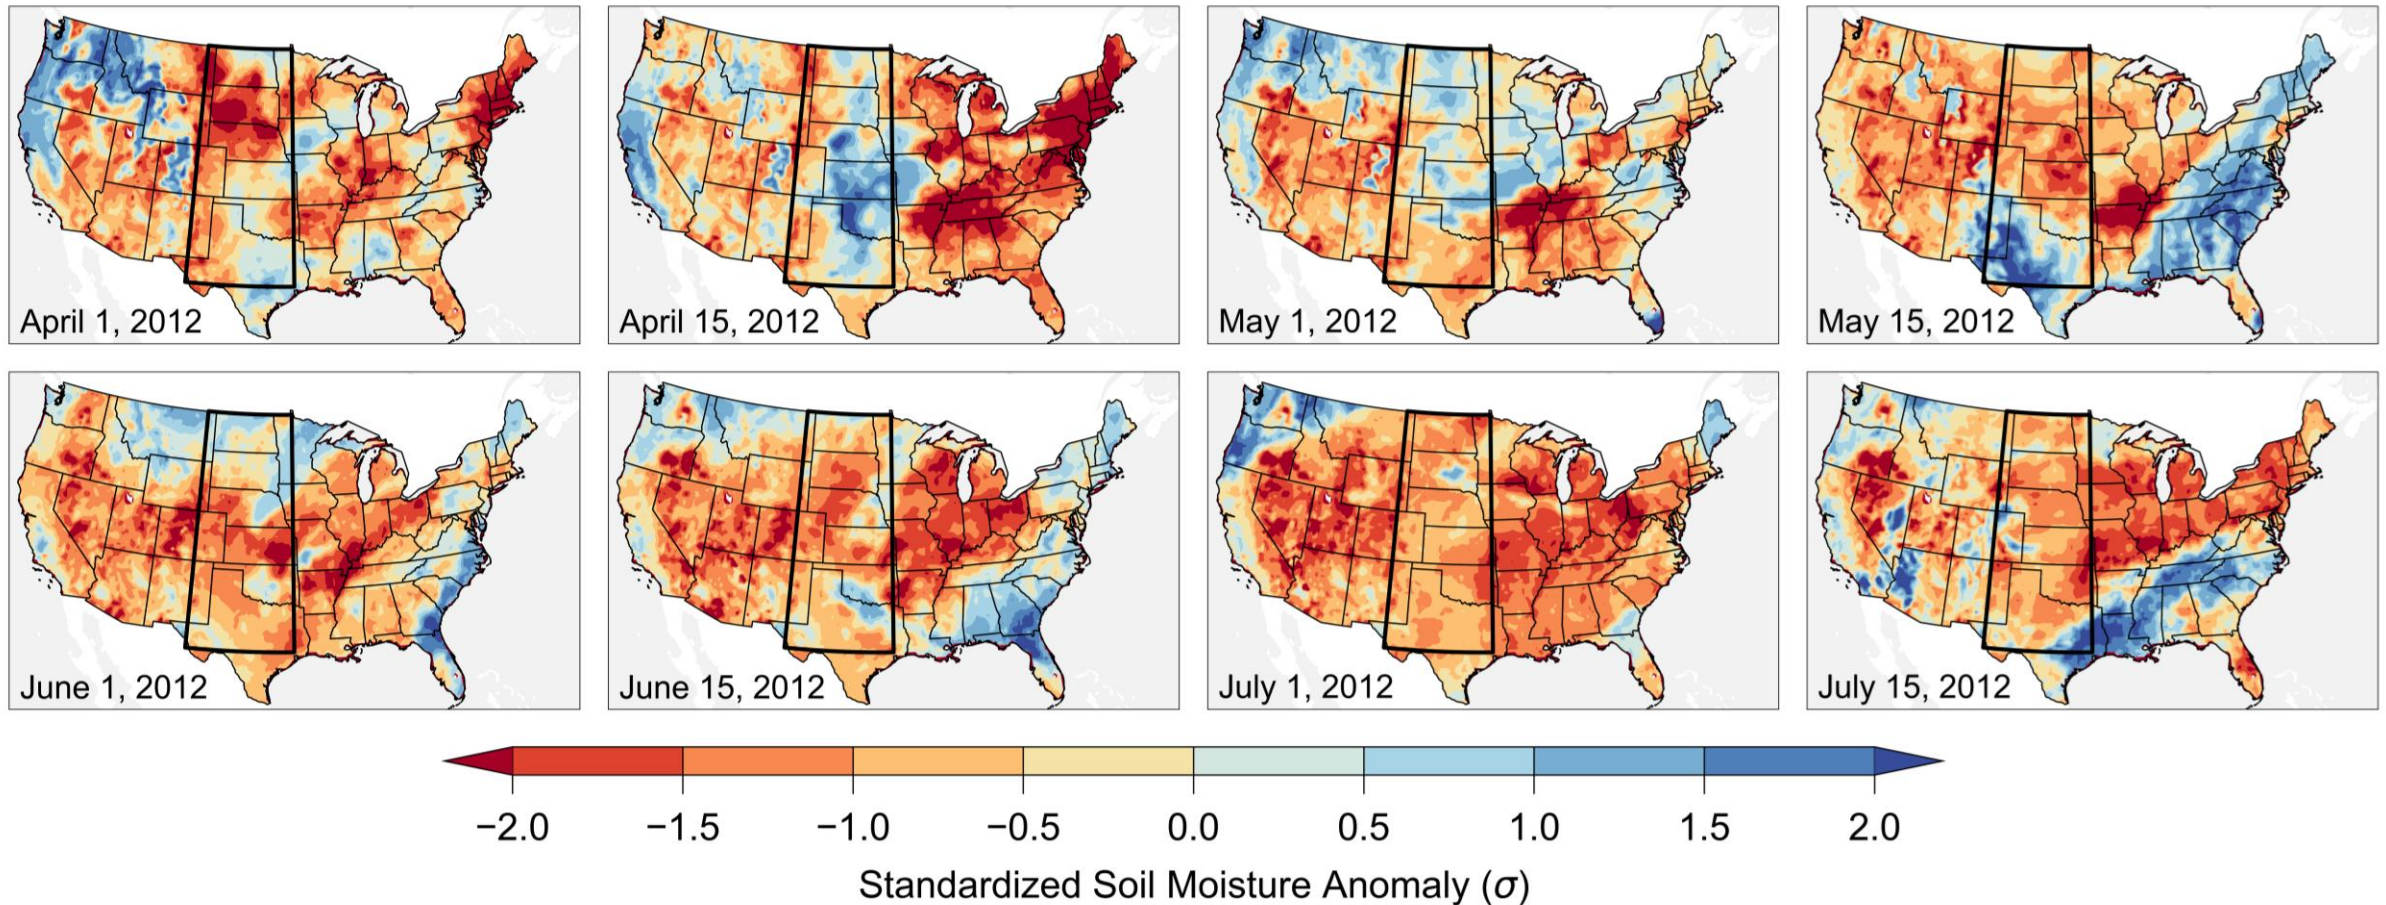 April 1, 2012
April 15, 2012
May 1, 2012
May 15, 2012
June 1, 2012
June 15, 2012
July 1, 2012
July 15, 2012
−2.0 −1.5 −1.0 −0.5 0.0 0.5 1.0 1.5 2.0
Standardized Soil Moisture Anomaly (σ)